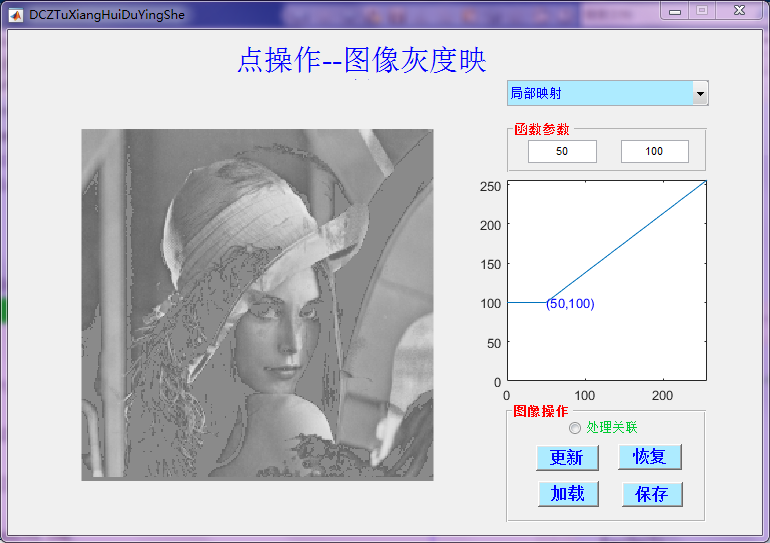 DCZTuXiangHuiDuYingShe
点操作--图像灰度映
局部映射
函数参数
50 100
250
200
150
100
50
0
(50,100)
0 100 200
图像操作
处理关联
更新 恢复
加载 保存